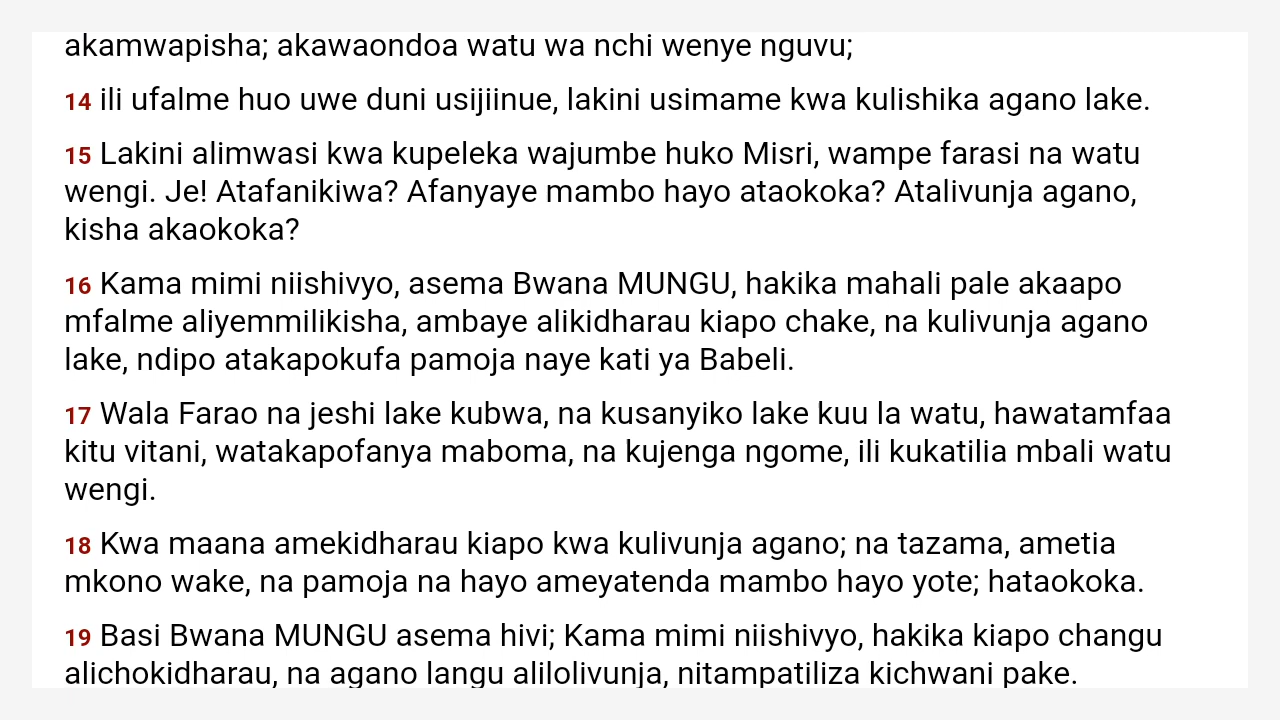 akamwapisha; akawaondoa watu wa nchi wenye nguvu;
14 ili ufalme huo uwe duni usijiinue, lakini usimame kwa kulishika agano lake.
15 Lakini alimwasi kwa kupeleka wajumbe huko Misri, wampe farasi na watu
wengi. Je! Atafanikiwa? Afanyaye mambo hayo ataokoka? Atalivunja agano,
kisha akaokoka?
16 Kama mimi niishivyo, asema Bwana MUNGU, hakika mahali pale akaapo
mfalme aliyemmilikisha, ambaye alikidharau kiapo chake, na kulivunja agano
lake, ndipo atakapokufa pamoja naye kati ya Babeli.
17 Wala Farao na jeshi lake kubwa, na kusanyiko lake kuu la watu, hawatamfaa
kitu vitani, watakapofanya maboma, na kujenga ngome, ili kukatilia mbali watu
wengi.
18 Kwa maana amekidharau kiapo kwa kulivunja agano; na tazama, ametia
mkono wake, na pamoja na hayo ameyatenda mambo hayo yote; hataokoka.
19 Basi Bwana MUNGU asema hivi; Kama mimi niishivyo, hakika kiapo changu
alichokidharau, na agano langu alilolivunja, nitampatiliza kichwani pake.